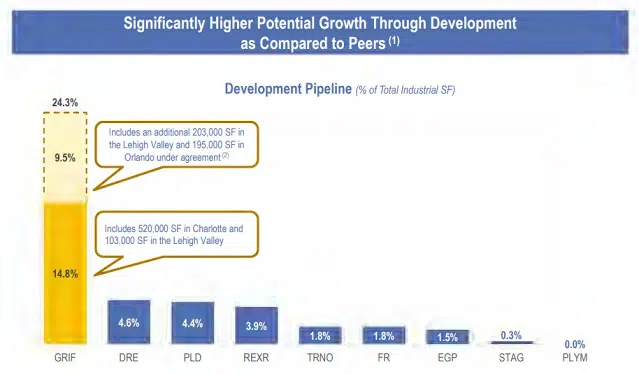 Significantly Higher Potential Growth Through Development
as Compared to Peers (1)
Development Pipeline (% of Total Industrial SF)
24.3%
9.5%
Includes an additional 203,000 SF in
the Lehigh Valley and 195,000 SF in
Orlando under agreement (2)
14.8%
Includes 520,000 SF in Charlotte and
103,000 SF in the Lehigh Valley
4.6%
4.4%
3.9%
1.8%
1.8%
1.5%
0.3%
0.0%
GRIF
DRE
PLD
REXR
TRNO
FR
EGP
STAG
PLYM